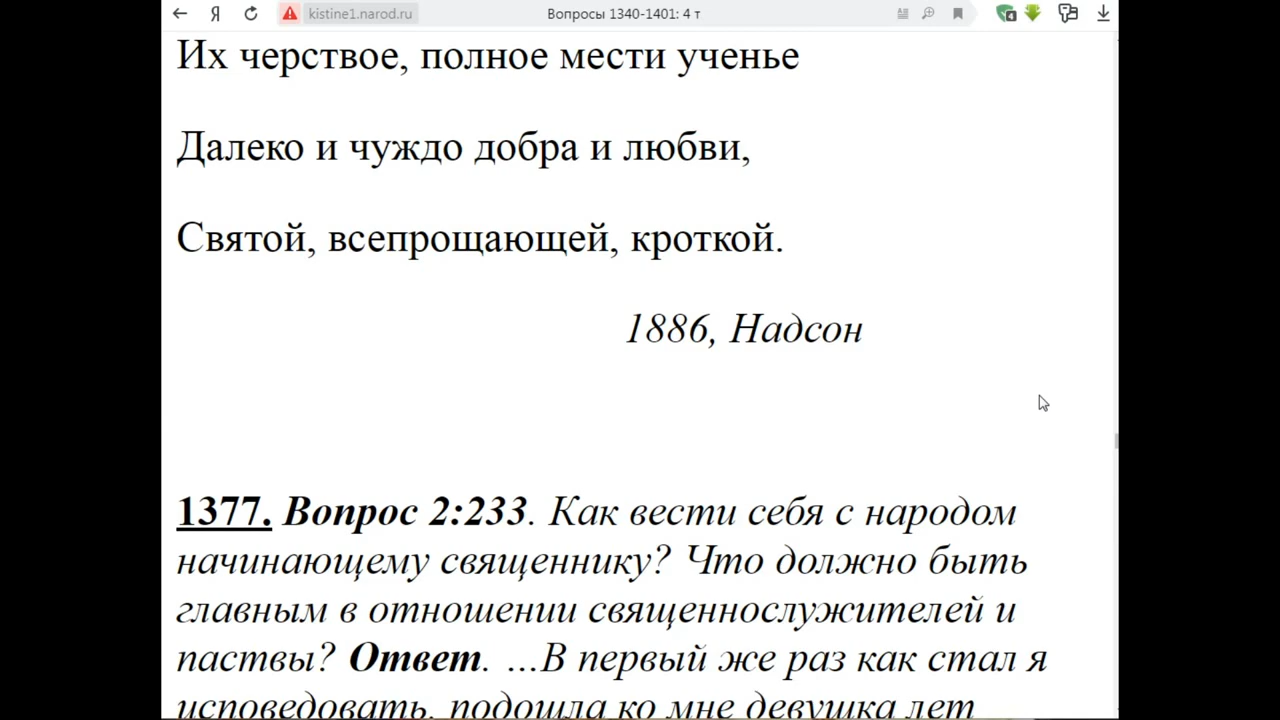 kistine1.narod.ru
Вопросы 1340-1401: 4 т
Их черствое, полное мести ученье
Далеко и чуждо добра и любви,
Святой, всепрощающей, кроткой.
1886, Надсон
1377. Вопрос 2:233. Как вести себя с народом
начинающему священнику? Что должно быть
главным в отношении священнослужителей и
паствы? Ответ. …В первый же раз как стал я
исповедовать, подошла ко мне девушка лет